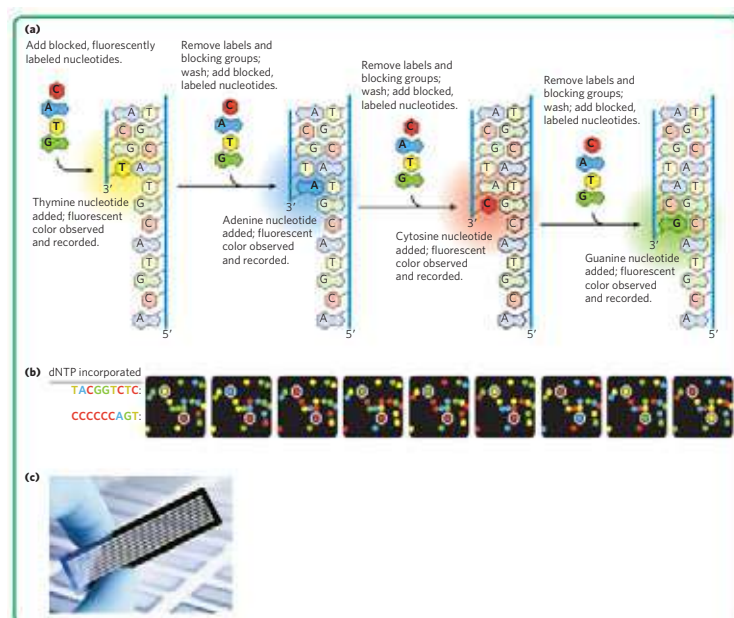 (a)
Add blocked, fluorescently
labeled nucleotides.
Remove labels and
blocking groups;
wash; add blocked,
labeled nucleotides.
Remove labels and
blocking groups;
wash; add blocked,
labeled nucleotides.
Remove labels and
blocking groups;
wash; add blocked,
labeled nucleotides.
C
A
T
G
C
A
T
G
C
A
T
G
C
A
T
G
A T
C G
G C
T A
T
G
C
A
T
G
C
A
3′
5′
Thymine nucleotide
added; fluorescent
color observed
and recorded.
A T
C G
G C
T A
A T
G
C
A
T
G
C
A
3′
5′
Adenine nucleotide
added; fluorescent
color observed
and recorded.
A T
C G
G C
T A
A T
C G
C
A
T
G
C
A
3′
5′
Cytosine nucleotide
added; fluorescent
color observed
and recorded.
A T
C G
G C
T A
A T
C G
G C
A
T
G
C
A
3′
5′
Guanine nucleotide
added; fluorescent
color observed
and recorded.
(b) dNTP incorporated
TACGGTCTC:
CCCCCCAGT:
(c)